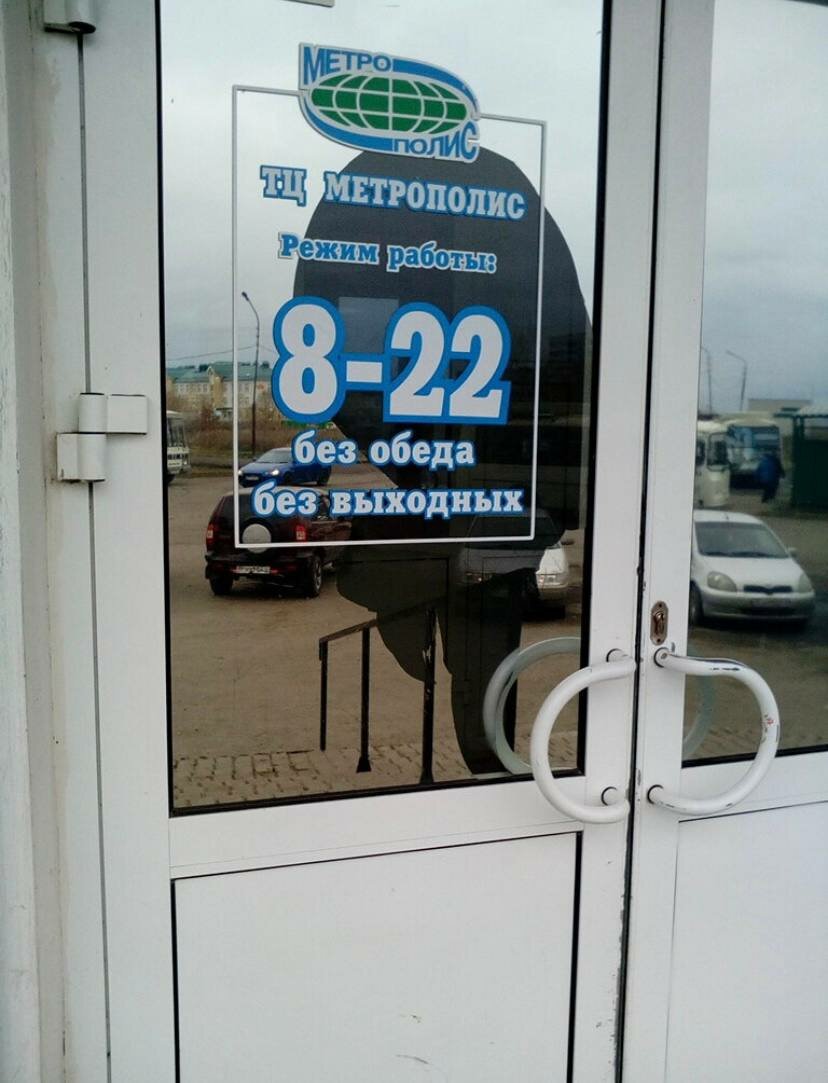 МЕТРО
ПОЛИС
ТЦ МЕТРОПОЛИС
Режим работы:
8-22
без обеда
без выходных